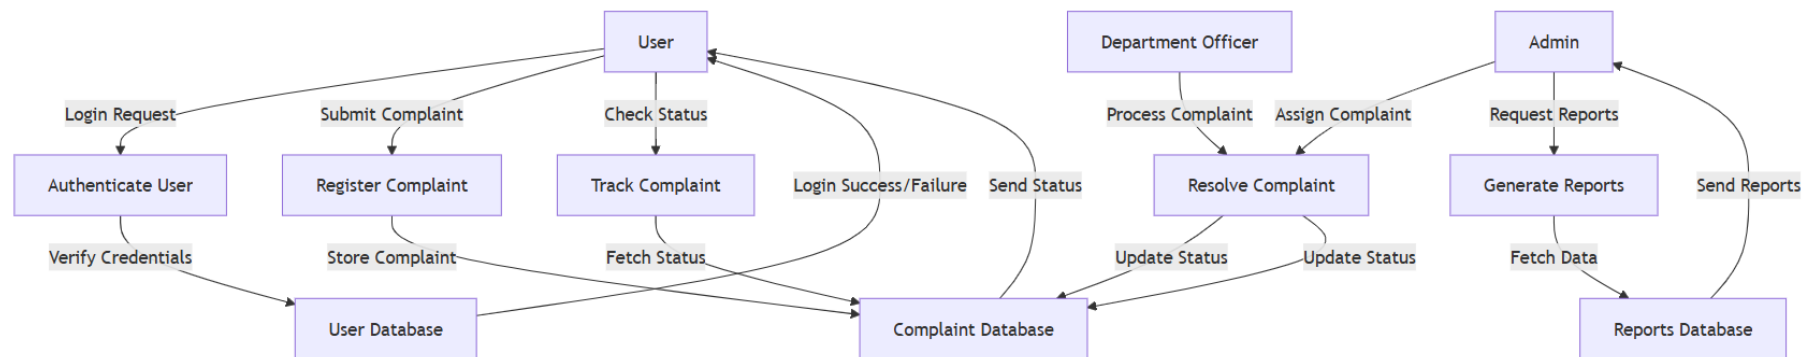 User
Department Officer
Admin
Login Request
Submit Complaint
Check Status
Process Complaint
Assign Complaint
Request Reports
Authenticate User
Register Complaint
Track Complaint
Login Success/Failure
Send Status
Resolve Complaint
Generate Reports
Send Reports
Verify Credentials
Store Complaint
Fetch Status
Update Status
Update Status
Fetch Data
User Database
Complaint Database
Reports Database